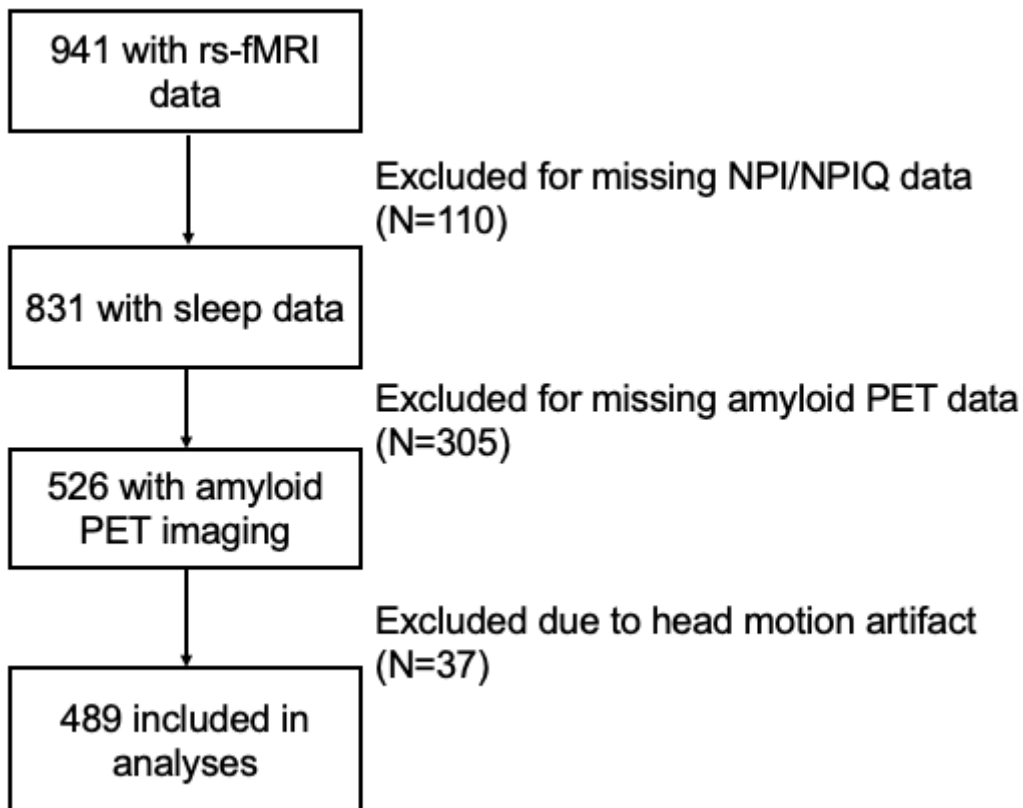 941 with rs-fMRI
data
Excluded for missing NPI/NPIQ data
(N=110)
831 with sleep data
Excluded for missing amyloid PET data
(N=305)
526 with amyloid
PET imaging
Excluded due to head motion artifact
(N=37)
489 included in
analyses